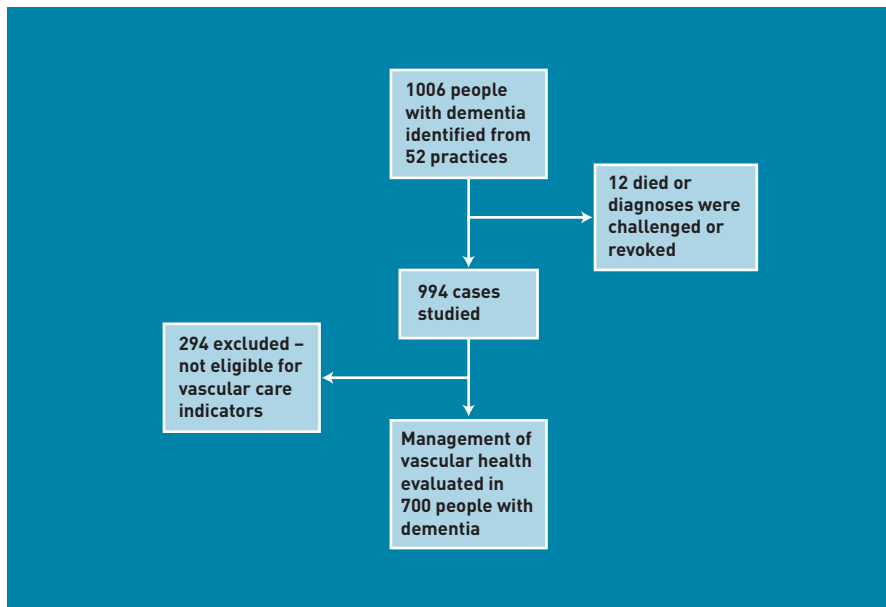 1006 people
with dementia
identified from
52 practices
12 died or
diagnoses were
challenged or
revoked
994 cases
studied
294 excluded –
not eligible for
vascular care
indicators
Management of
vascular health
evaluated in
700 people with
dementia